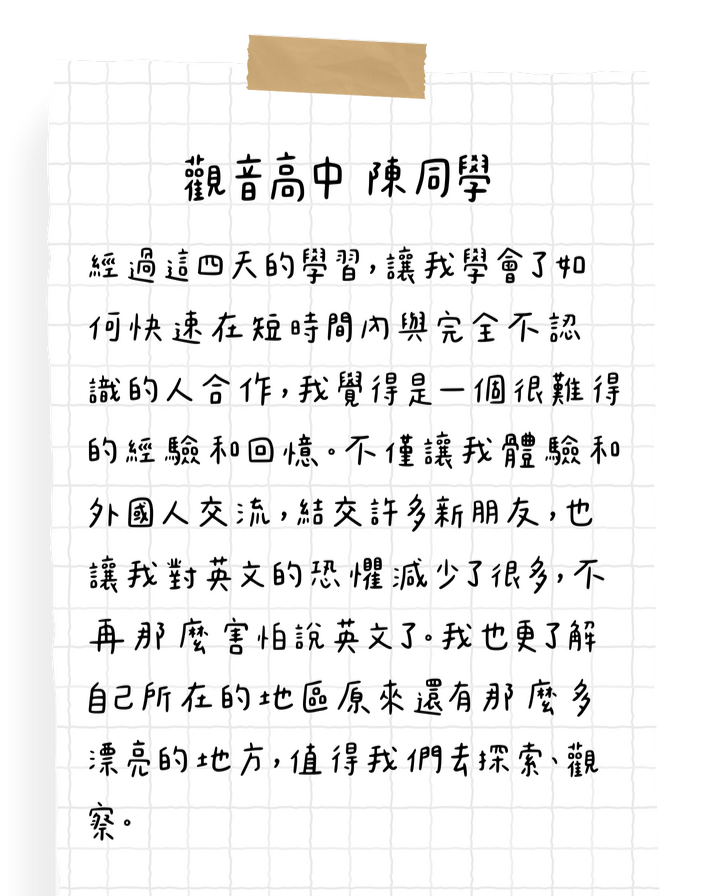 觀音高中 陳同學
經過這四天的學習，讓我學會了如
何快速在短時間內與完全不認
識的人合作，我覺得是一個很難得
的經驗和回憶。不僅讓我體驗和
外國人交流，結交許多新朋友，也
讓我對英文的恐懼減少了很多，不
再那麼害怕說英文了。我也更了解
自己所在的地區原來還有那麼多
漂亮的地方，值得我們去探索、觀
察。